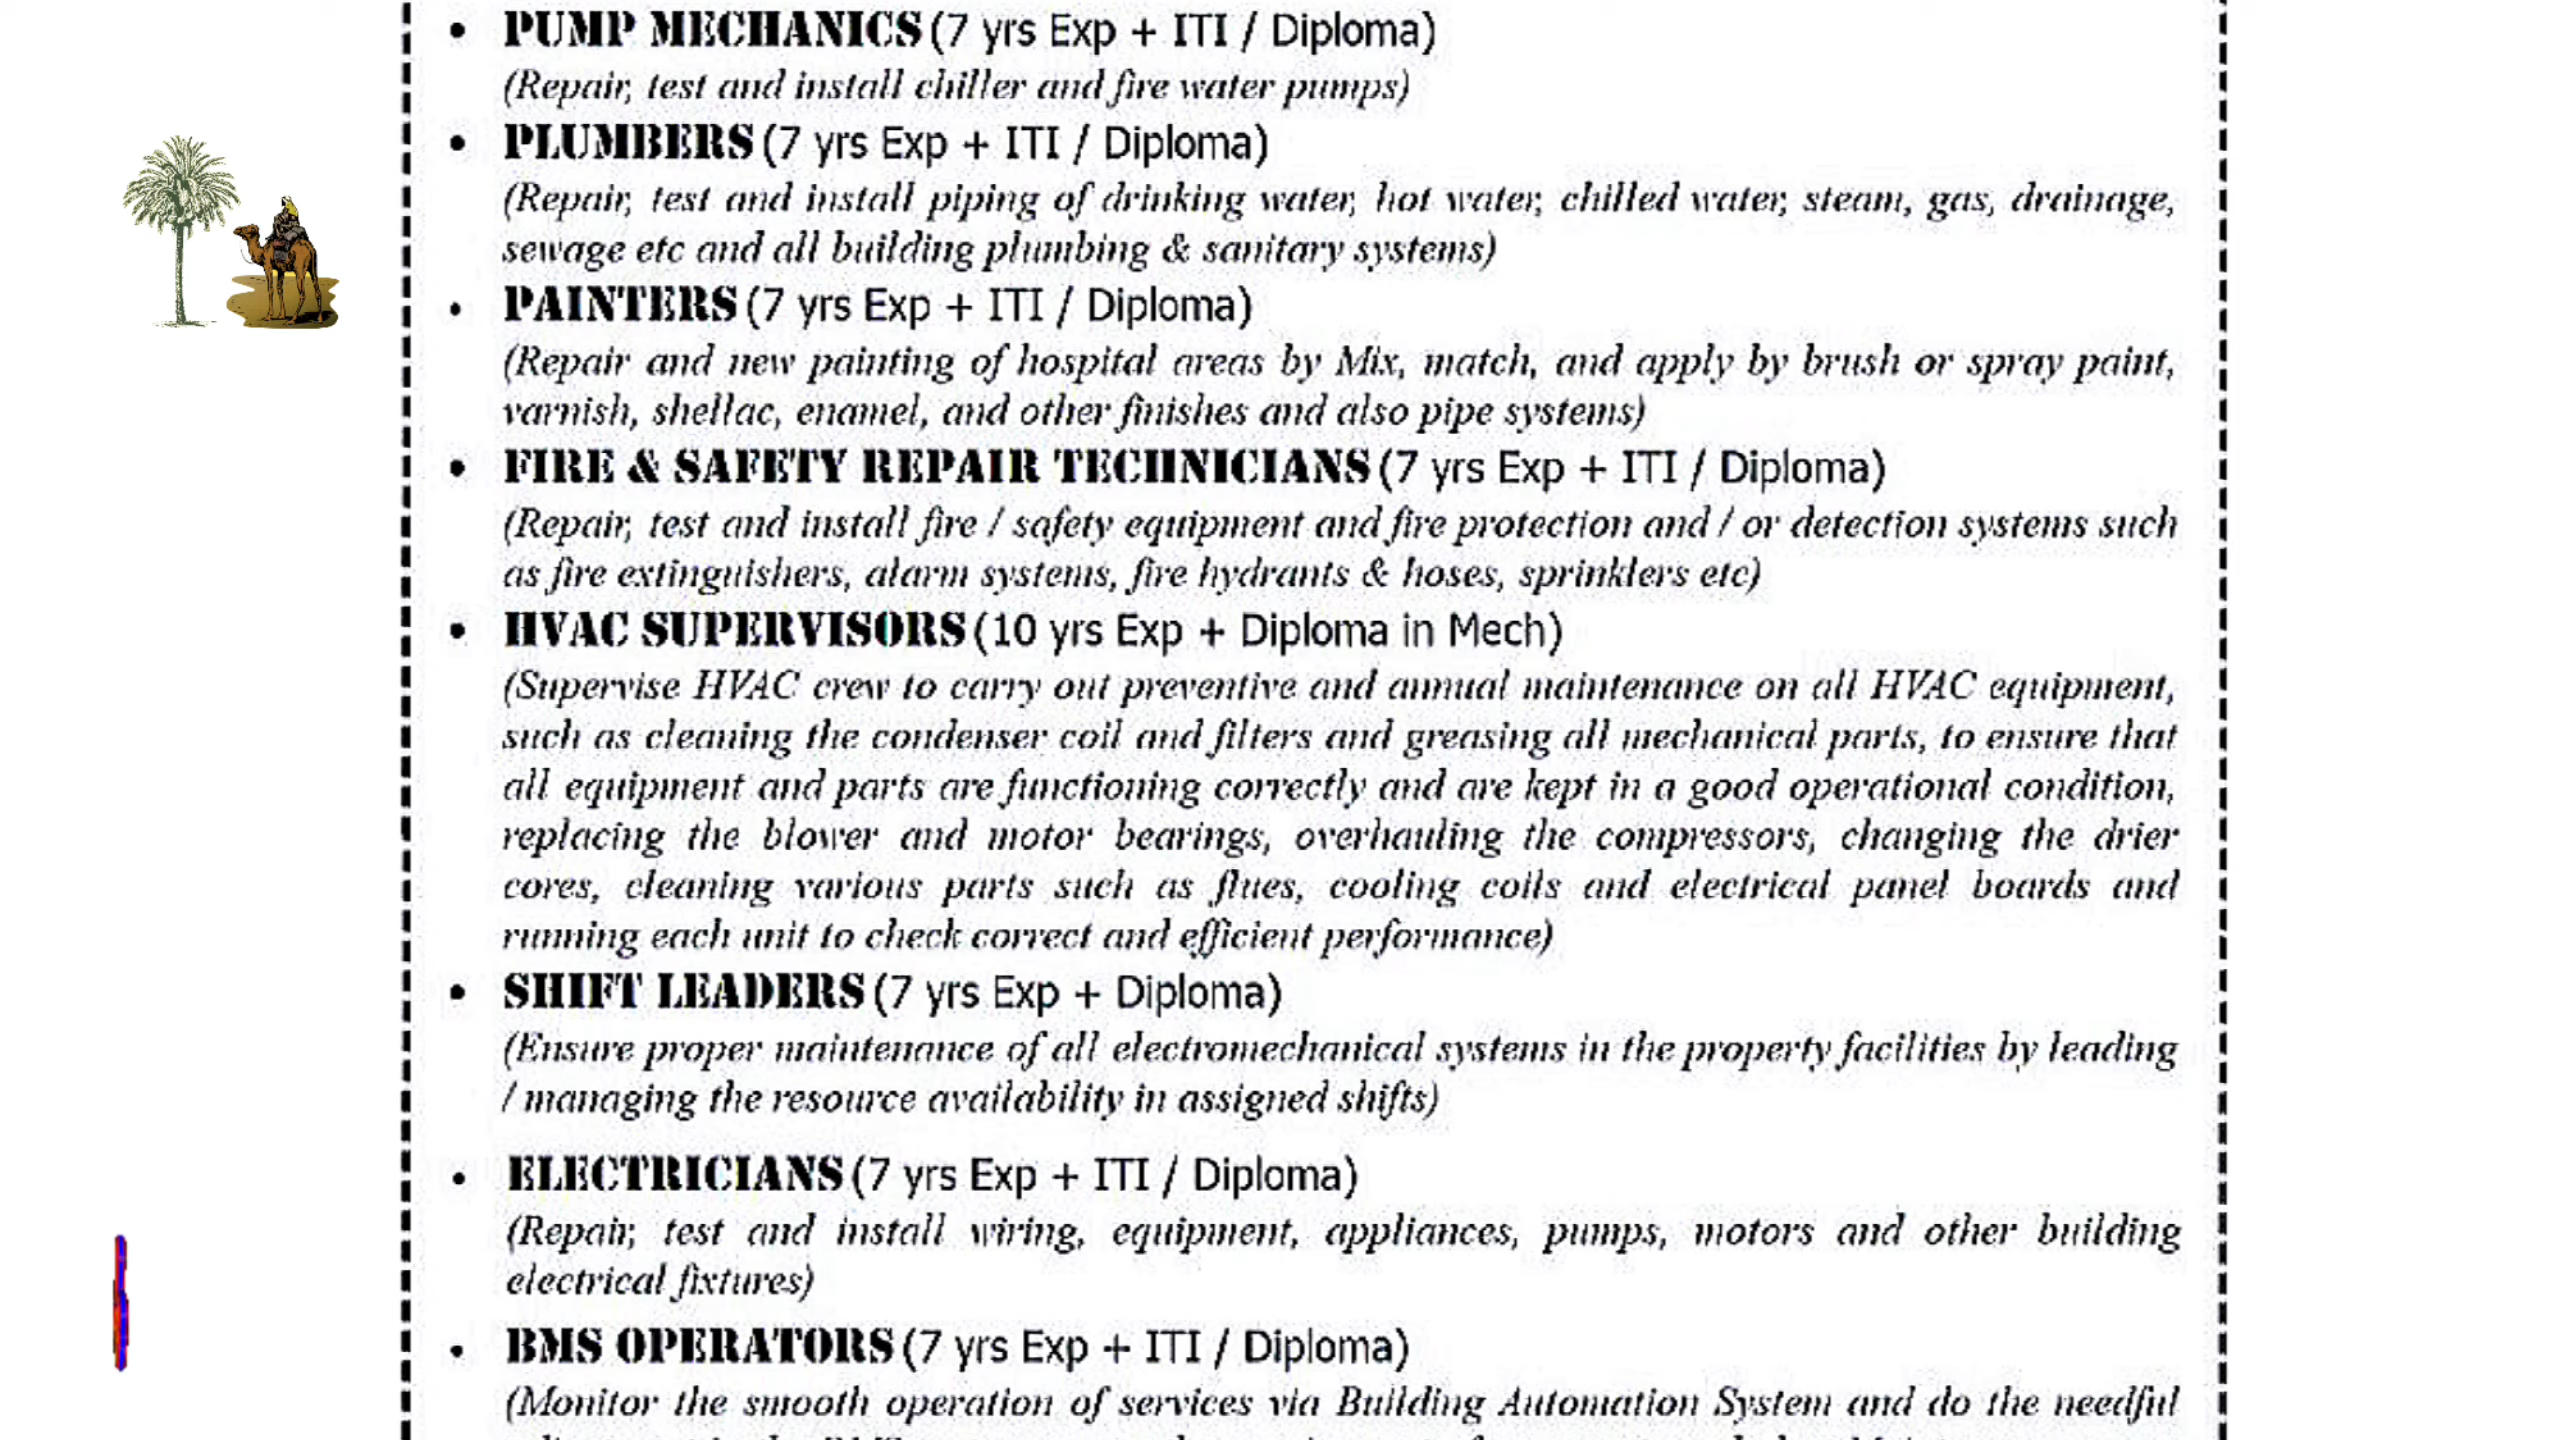 • PUMP MECHANICS (7 yrs Exp + ITI / Diploma)
(Repair, test and install chiller and fire water pumps)
• PLUMBERS (7 yrs Exp + ITI / Diploma)
(Repair, test and install piping of drinking water, hot water, chilled water, steam, gas, drainage,
sewage etc and all building plumbing & sanitary systems)
• PAINTERS (7 yrs Exp + ITI / Diploma)
(Repair and new painting of hospital areas by Mix, match, and apply by brush or spray paint,
varnish, shellac, enamel, and other finishes and also pipe systems)
• FIRE & SAFETY REPAIR TECHNICIANS (7 yrs Exp + ITI / Diploma)
(Repair, test and install fire / safety equipment and fire protection and / or detection systems such
as fire extinguishers, alarm systems, fire hydrants & hoses, sprinklers etc)
• HVAC SUPERVISORS (10 yrs Exp + Diploma in Mech)
(Supervise HVAC crew to carry out preventive and annual maintenance on all HVAC equipment,
such as cleaning the condenser coil and filters and greasing all mechanical parts, to ensure that
all equipment and parts are functioning correctly and are kept in a good operational condition,
replacing the blower and motor bearings, overhauling the compressors, changing the drier
cores, cleaning various parts such as flues, cooling coils and electrical panel boards and
running each unit to check correct and efficient performance)
• SHIFT LEADERS (7 yrs Exp + Diploma)
(Ensure proper maintenance of all electromechanical systems in the property facilities by leading
/ managing the resource availability in assigned shifts)
• ELECTRICIANS (7 yrs Exp + ITI / Diploma)
(Repair, test and install wiring, equipment, appliances, pumps, motors and other building
electrical fixtures)
• BMS OPERATORS (7 yrs Exp + ITI / Diploma)
(Monitor the smooth operation of services via Building Automation System and do the needful